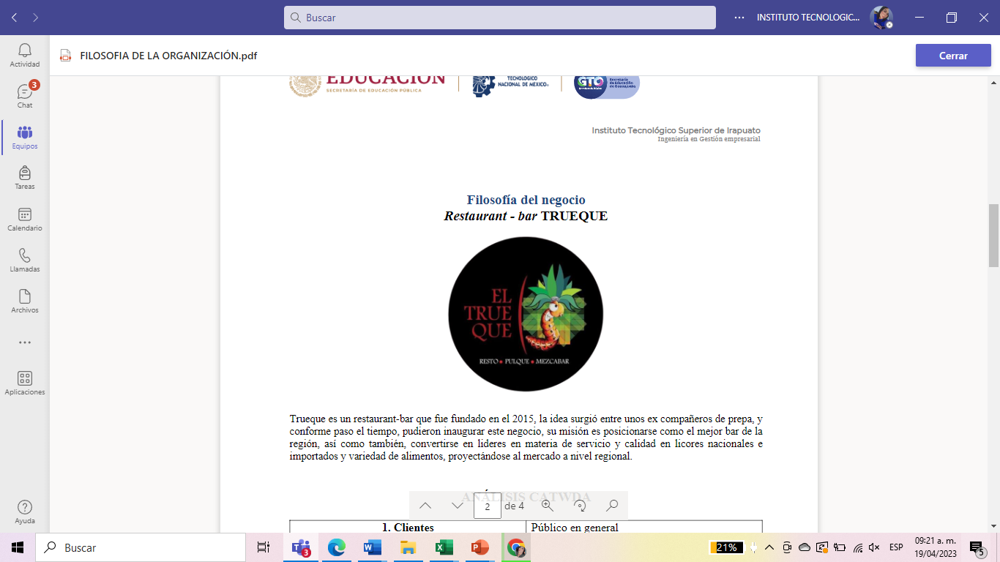 Buscar
INSTITUTO TECNOLOGIC...
Actividad
3
Chat
Equipos
Tareas
Calendario
Llamadas
Archivos
Aplicaciones
Ayuda
FILOSOFIA DE LA ORGANIZACIÓN.pdf
Cerrar
EDUCACIÓN
SECRETARÍA DE EDUCACIÓN PÚBLICA
TECNOLÓGICO
NACIONAL DE MÉXICO
GTO
Secretaría
de Educación
de Guanajuato
Instituto Tecnológico Superior de Irapuato
Ingeniería en Gestión empresarial
Filosofía del negocio
Restaurant - bar TRUEQUE
EL
TRUE
QUE
RESTO • PULQUE • MEZCABAR
Trueque es un restaurant-bar que fue fundado en el 2015, la idea surgió entre unos ex compañeros de prepa, y
conforme paso el tiempo, pudieron inaugurar este negocio, su misión es posicionarse como el mejor bar de la
región, así como también, convertirse en líderes en materia de servicio y calidad en licores nacionales e
importados y variedad de alimentos, proyectándose al mercado a nivel regional.
ANÁLISIS CATWDA
2 de 4
1. Clientes
Público en general
Buscar
3
21%
ESP
09:21 a. m.
19/04/2023
5